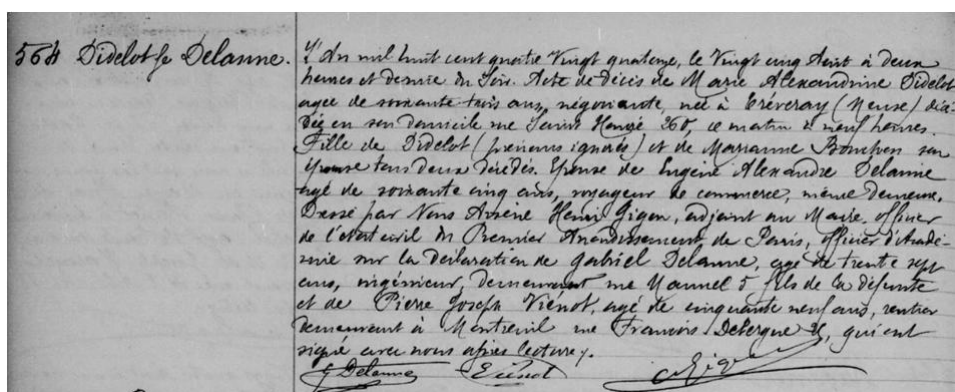 564 Didelot fe Delanne.
L'An mil huit cent quatre vingt quatorze, le Vingt cinq Août à deux
heures et demie du Soir. Acte de décès de Marie Alexandrine Didelot
agée de soixante trois ans, négociante, née à Tréveray (Meuse) décé-
dée en son domicile rue Saint Honoré 360, ce matin à neuf heures.
Fille de Didelot (prénoms ignorés) et de Marianne Bouchon son
épouse tous deux décédés. Epouse de Eugène Alexandre Delanne
agé de soixante cinq ans, voyageur de commerce, même demeure.
Dressé par Nous Arsène Henri Gigon, adjoint au Maire, officier
de l'état civil du Premier Arrondissement de Paris, officier d'Acadé-
mie sur la déclaration de Gabriel Delanne, agé de trente sept
ans, ingénieur, demeurant rue Manuel 5 fils de la défunte
et de Pierre Joseph Viénot, agé de cinquante neuf ans, rentier
demeurant à Montreuil rue François Debergue, qui ont
signé avec nous après lecture.
G Delanne